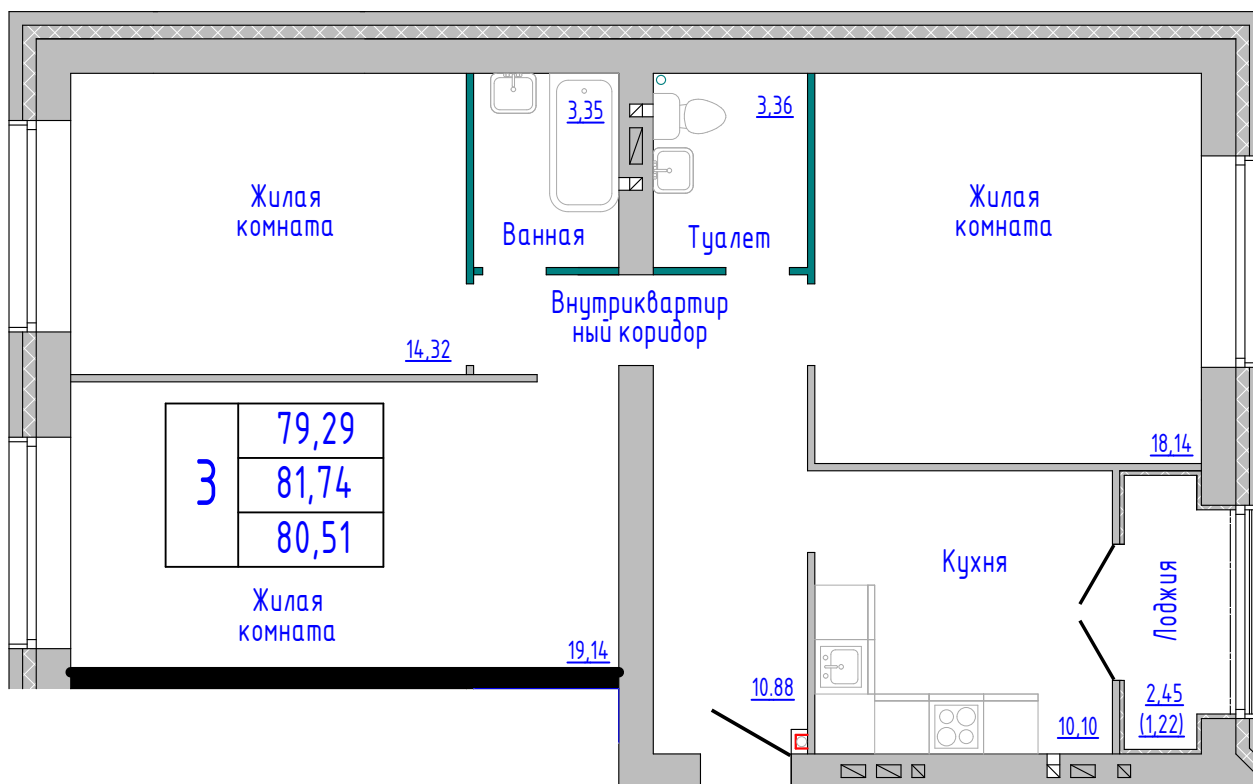 3,35
3,36
Жилая
комната
Ванная
Туалет
Жилая
комната
Внутриквартир
ный коридор
14,32
18,14
3
79,29
81,74
80,51
Жилая
комната
19,14
Кухня
Лоджия
10.88
10,10
2,45
(1,22)